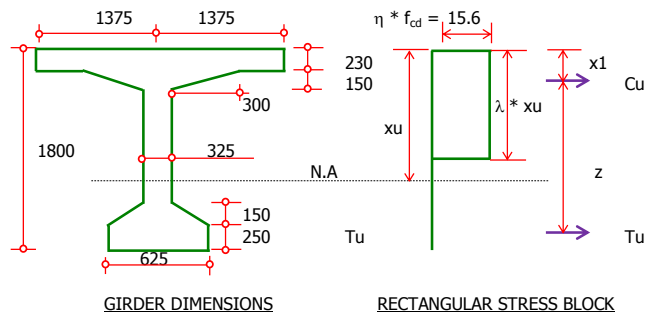 1375
1375
η * fcd = 15.6
230
150
x1
Cu
300
xu
λ * xu
1800
325
z
N.A
150
250
Tu
Tu
625
GIRDER DIMENSIONS
RECTANGULAR STRESS BLOCK